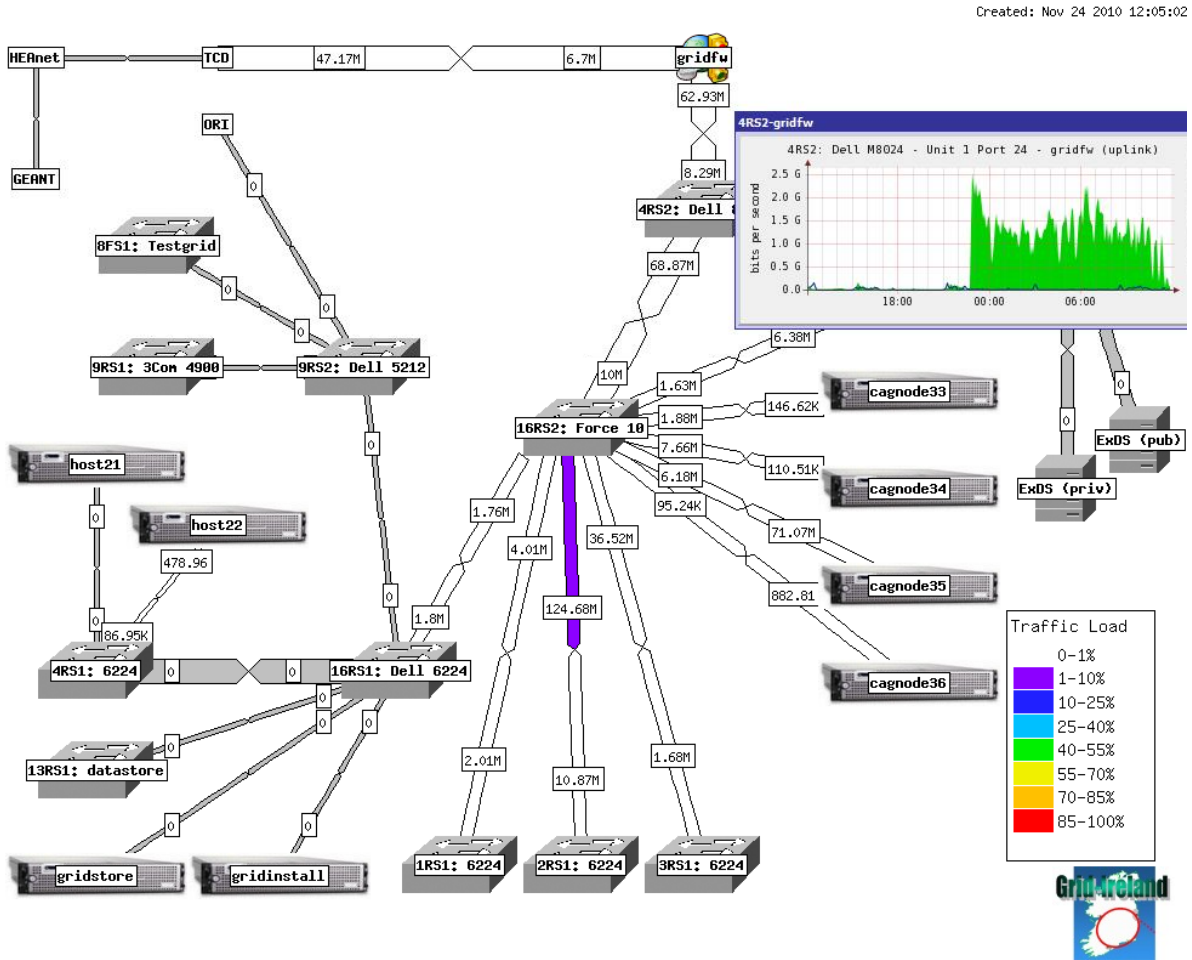 Created: Nov 24 2010 12:05:02
HEAnet
TCD
47.17M
6.7M
gridfw
62.93M
ORI
GEANT
8.29M
4RS2: Dell
4RS2-gridfw
4RS2: Dell M8024 - Unit 1 Port 24 - gridfw (uplink)
bits per second
2.5 G
2.0 G
1.5 G
1.0 G
0.5 G
0.0
18:00
00:00
06:00
0
8FS1: Testgrid
0
0
0
68.87M
10M
6.38M
9RS1: 3Com 4900
9RS2: Dell 5212
1.63M
146.62K
cagnode33
0
1.88M
16RS2: Force 10
0
ExDS (pub)
0
7.66M
110.51K
host21
6.18M
cagnode34
ExDS (priv)
0
host22
1.76M
95.24K
71.07M
478.96
4.01M
36.52M
cagnode35
882.81
0
124.68M
0
1.8M
86.95K
4RS1: 6224
0
0
16RS1: Dell 6224
cagnode36
0
0
0
0
13RS1: datastore
2.01M
10.87M
1.68M
0
0
gridstore
gridinstall
1RS1: 6224
2RS1: 6224
3RS1: 6224
Traffic Load
0-1%
1-10%
10-25%
25-40%
40-55%
55-70%
70-85%
85-100%
Grid-Ireland